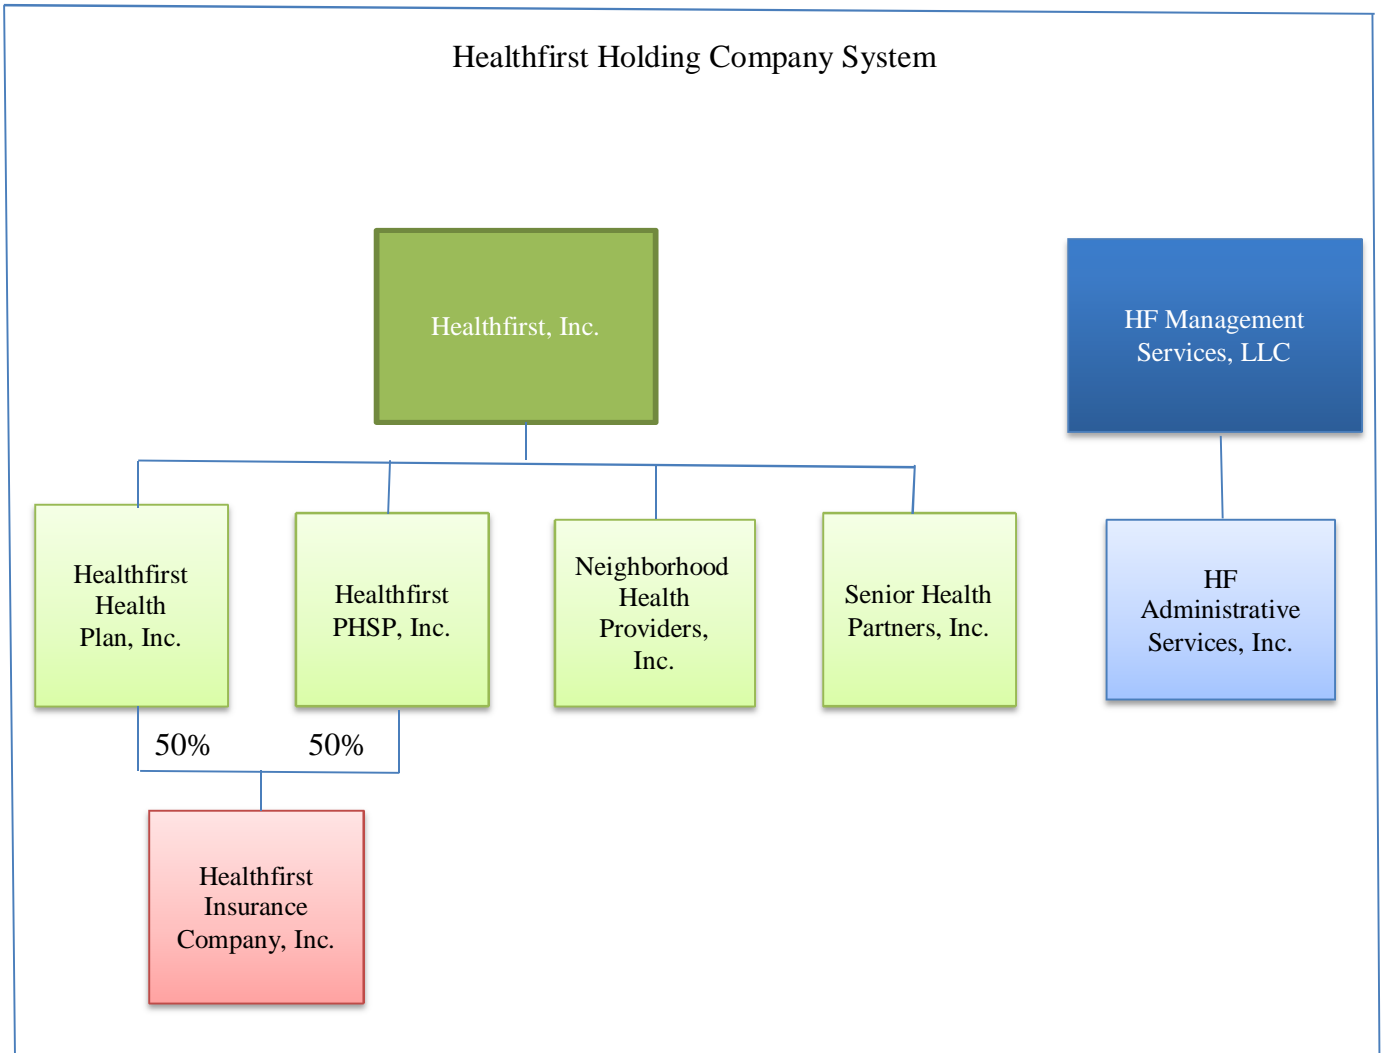 Healthfirst Holding Company System
Healthfirst, Inc.
HF Management
Services, LLC
Healthfirst
Health
Plan, Inc.
Healthfirst
PHSP, Inc.
Neighborhood
Health
Providers,
Inc.
Senior Health
Partners, Inc.
HF
Administrative
Services, Inc.
50%
50%
Healthfirst
Insurance
Company, Inc.